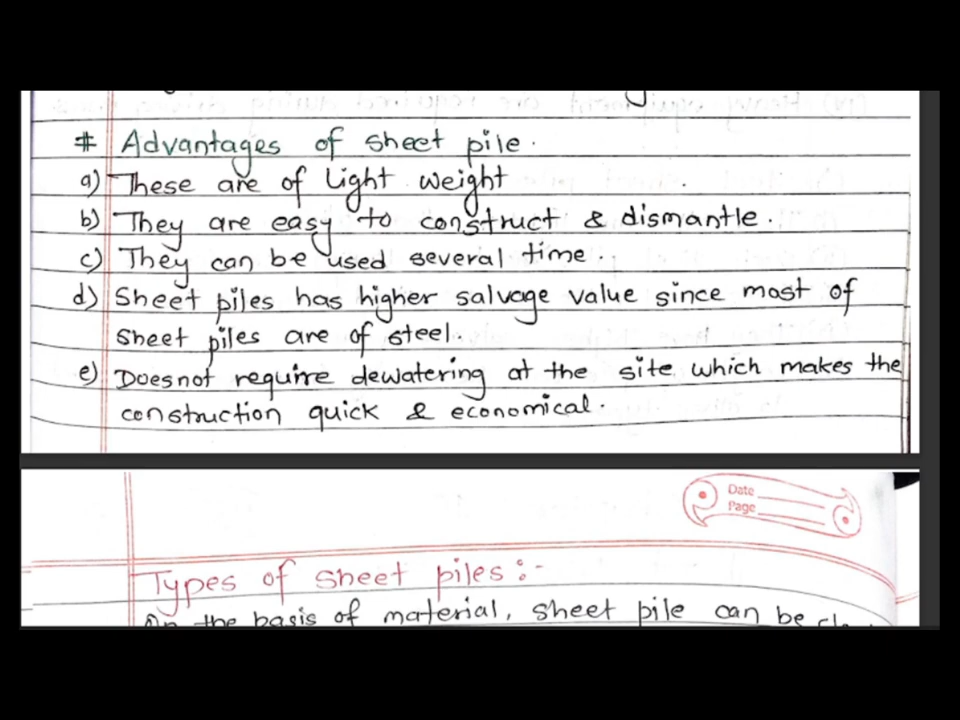 # Advantages of sheet pile.
a) These are of light weight
b) They are easy to construct & dismantle.
c) They can be used several time.
d) Sheet piles has higher salvage value since most of
sheet piles are of steel.
e) Doesnot require dewatering at the site which makes the
construction quick & economical.
Date
Page
Types of sheet piles:-
On the basis of material, sheet pile can be